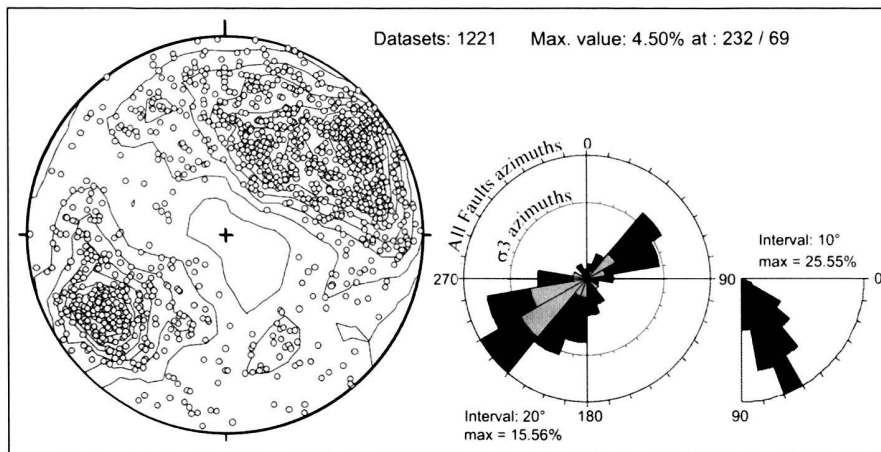 Datasets: 1221 Max. value: 4.50% at : 232 / 69
All Faults azimuths
σ3 azimuths
0
270
90
180
Interval: 20°
max = 15.56%
Interval: 10°
max = 25.55%
0
90